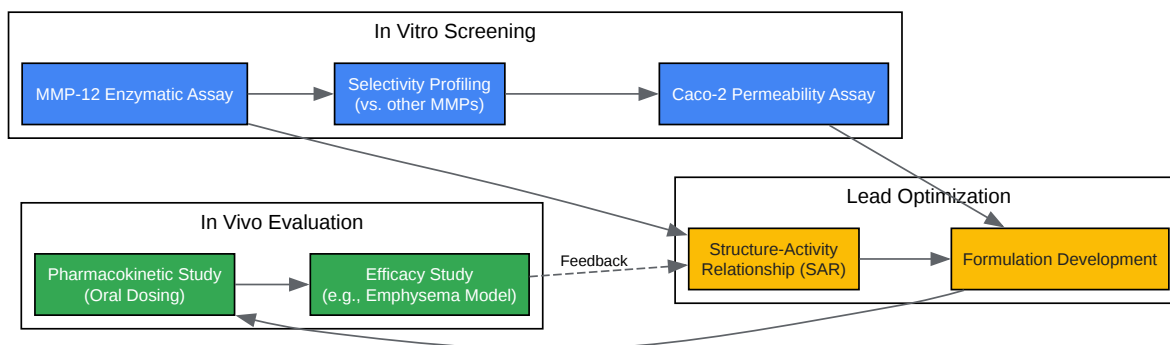 In Vitro Screening
MMP-12 Enzymatic Assay
Selectivity Profiling
(vs. other MMPs)
Caco-2 Permeability Assay
In Vivo Evaluation
Pharmacokinetic Study
(Oral Dosing)
Efficacy Study
(e.g., Emphysema Model)
Feedback
Lead Optimization
Structure-Activity
Relationship (SAR)
Formulation Development